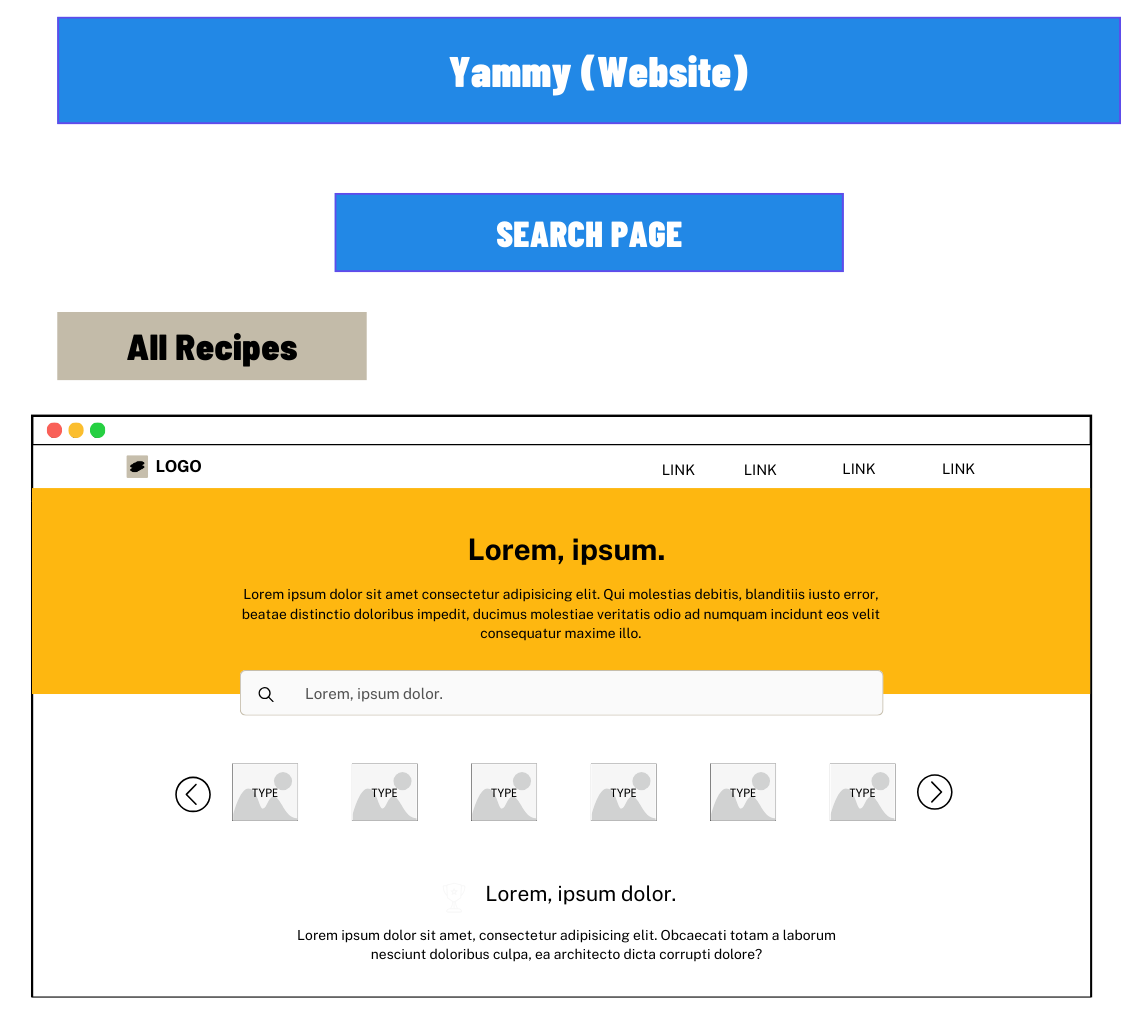 Yammy (Website)
SEARCH PAGE
All Recipes
LOGO LINK LINK LINK LINK
Lorem, ipsum.
Lorem ipsum dolor sit amet consectetur adipisicing elit. Qui molestias debitis, blanditiis iusto error,
beatae distinctio doloribus impedit, ducimus molestiae veritatis odio ad numquam incidunt eos velit
consequatur maxime illo.
Lorem, ipsum dolor.
TYPE TYPE TYPE TYPE TYPE TYPE
Lorem, ipsum dolor.
Lorem ipsum dolor sit amet, consectetur adipisicing elit. Obcaecati totam a laborum
nesciunt doloribus culpa, ea architecto dicta corrupti dolore?